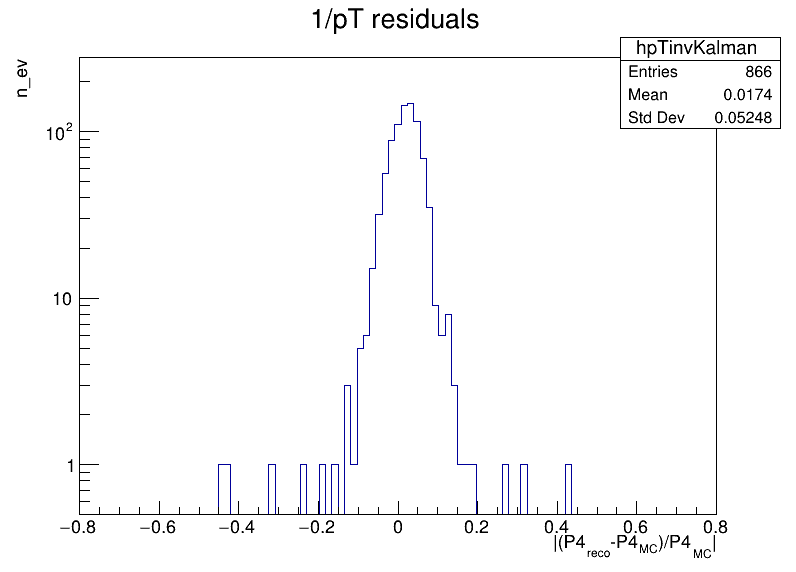 1/pT residuals
n_ev
hpTinvKalman
Entries 866
Mean 0.0174
Std Dev 0.05248
10²
10
1
−0.8 −0.6 −0.4 −0.2 0 0.2 0.4 0.6 0.8
|(P4reco-P4MC)/P4MC|